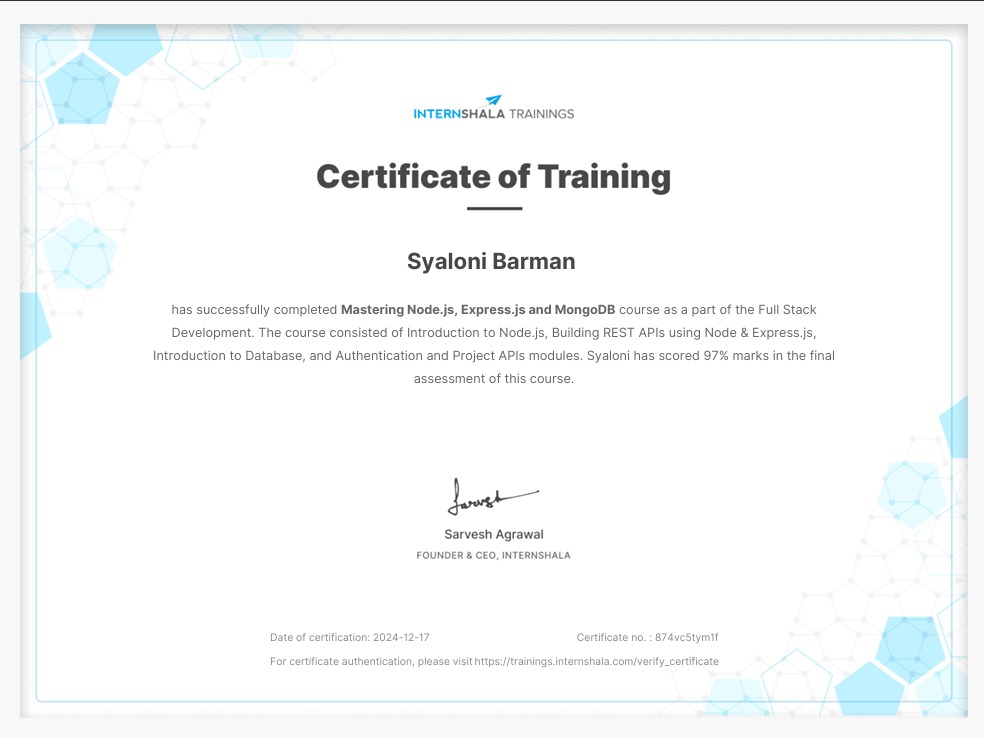 INTERNSHALA TRAININGS
Certificate of Training
Syaloni Barman
has successfully completed Mastering Node.js, Express.js and MongoDB course as a part of the Full Stack
Development. The course consisted of Introduction to Node.js, Building REST APIs using Node & Express.js,
Introduction to Database, and Authentication and Project APIs modules. Syaloni has scored 97% marks in the final
assessment of this course.
Sarvesh
Sarvesh Agrawal
FOUNDER & CEO, INTERNSHALA
Date of certification: 2024-12-17 Certificate no. : 874vc5tym1f
For certificate authentication, please visit https://trainings.internshala.com/verify_certificate